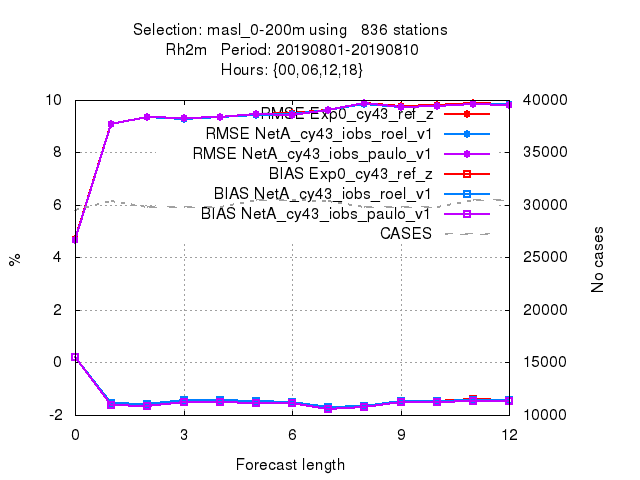 Selection: masl_0-200m using   836 stations
Rh2m   Period: 20190801-20190810
Hours: {00,06,12,18}
10 40000
RMSE Exp0_cy43_ref_z
RMSE NetA_cy43_iobs_roel_v1
8 35000
RMSE NetA_cy43_iobs_paulo_v1
BIAS Exp0_cy43_ref_z
BIAS NetA_cy43_iobs_roel_v1
6 30000
BIAS NetA_cy43_iobs_paulo_v1
CASES
4 25000
%
No cases
2 20000
0 15000
-2 10000
0 3 6 9 12
Forecast length